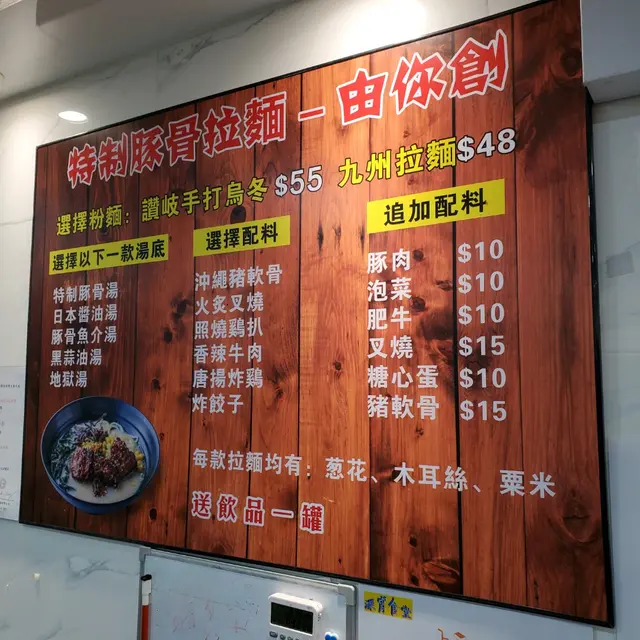 特制豚骨拉麵 - 由你創
選擇粉麵：讚岐手打烏冬$55 九州拉麵$48
選擇以下一款湯底
特制豚骨湯
日本醬油湯
豚骨魚介湯
黑蒜油湯
地獄湯
選擇配料
沖繩豬軟骨
火炙叉燒
照燒鷄扒
香辣牛肉
唐揚炸鷄
炸餃子
追加配料
豚肉 $10
泡菜 $10
肥牛 $10
叉燒 $15
糖心蛋 $10
豬軟骨 $15
每款拉麵均有：葱花、木耳絲、粟米
送飲品一罐